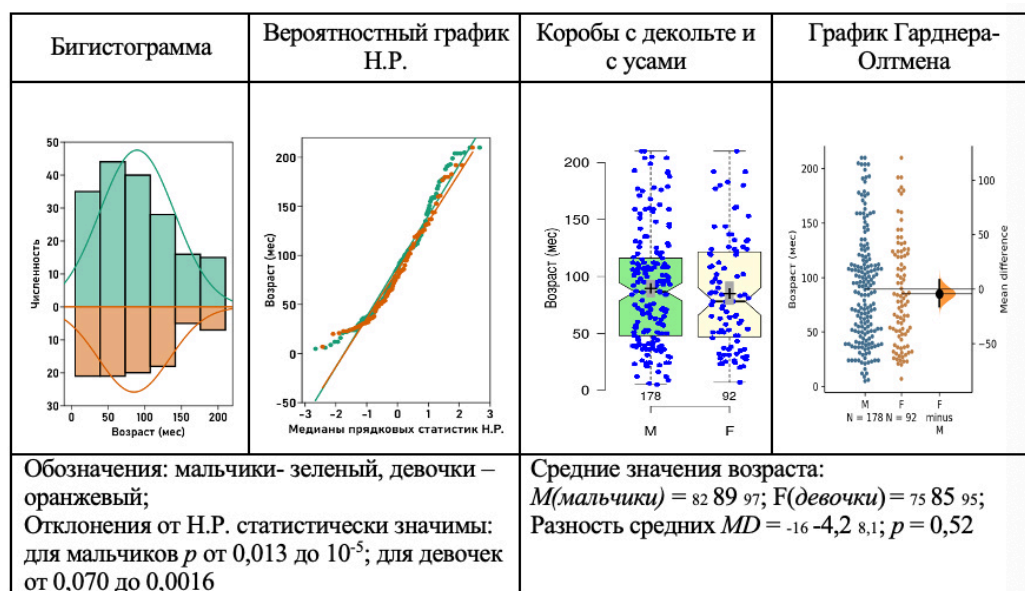 Бигистограмма
Вероятностный график
Н.Р.
Коробы с декольте и
с усами
График Гарднера-
Олтмена
50
40
30
20
10
0
10
20
30
Численность
0 50 100 150 200
Возраст (мес)
200
150
100
50
0
-50
Возраст (мес)
-3 -2 -1 0 1 2 3
Медианы прядковых статистик Н.Р.
200
150
100
50
0
Возраст (мес)
178 92
M F
200
150
100
50
0
Возраст (мес)
100
50
0
−50
Mean difference
M F F
N = 178 N = 92 minus
M
Обозначения: мальчики- зеленый, девочки –
оранжевый;
Отклонения от Н.Р. статистически значимы:
для мальчиков p от 0,013 до 10-5; для девочек
от 0,070 до 0,0016
Средние значения возраста:
M(мальчики) = 82 89 97; F(девочки) = 75 85 95;
Разность средних MD = -16 -4,2 8,1; p = 0,52